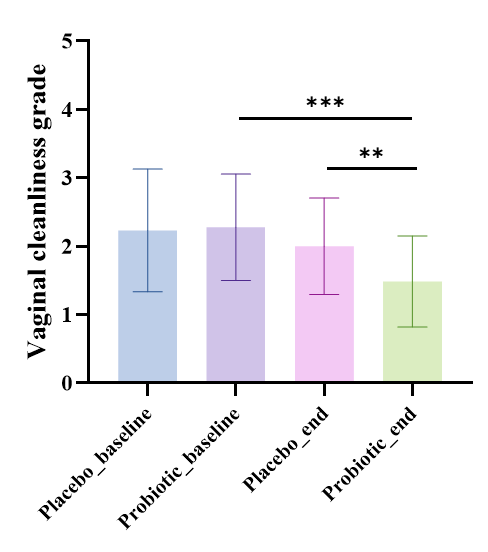 Vaginal cleanliness grade
5
4
3
2
1
0
***
**
Placebo_baseline
Probiotic_baseline
Placebo_end
Probiotic_end